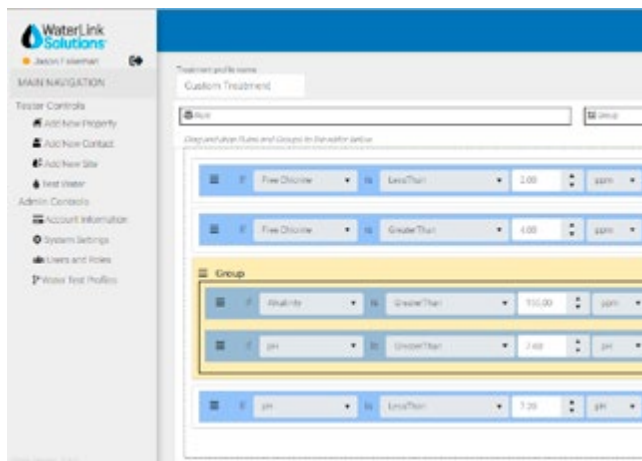 WaterLink
Solutions
MAIN NAVIGATION
Tester Controls
Add New Property
Add New Contact
Add New Site
Test Water
Admin Controls
Account Information
System Settings
Users and Roles
Water Test Profiles
Treatment profile name
Custom Treatment
Rule
Group
Drag and drop Rules and Groups to the editor below
If Free Chlorine Is LessThan 2.00 ppm
If Free Chlorine Is GreaterThan 4.00 ppm
Group
If Alkalinity Is GreaterThan ppm
If pH Is GreaterThan pH
If pH Is LessThan 7.20 pH